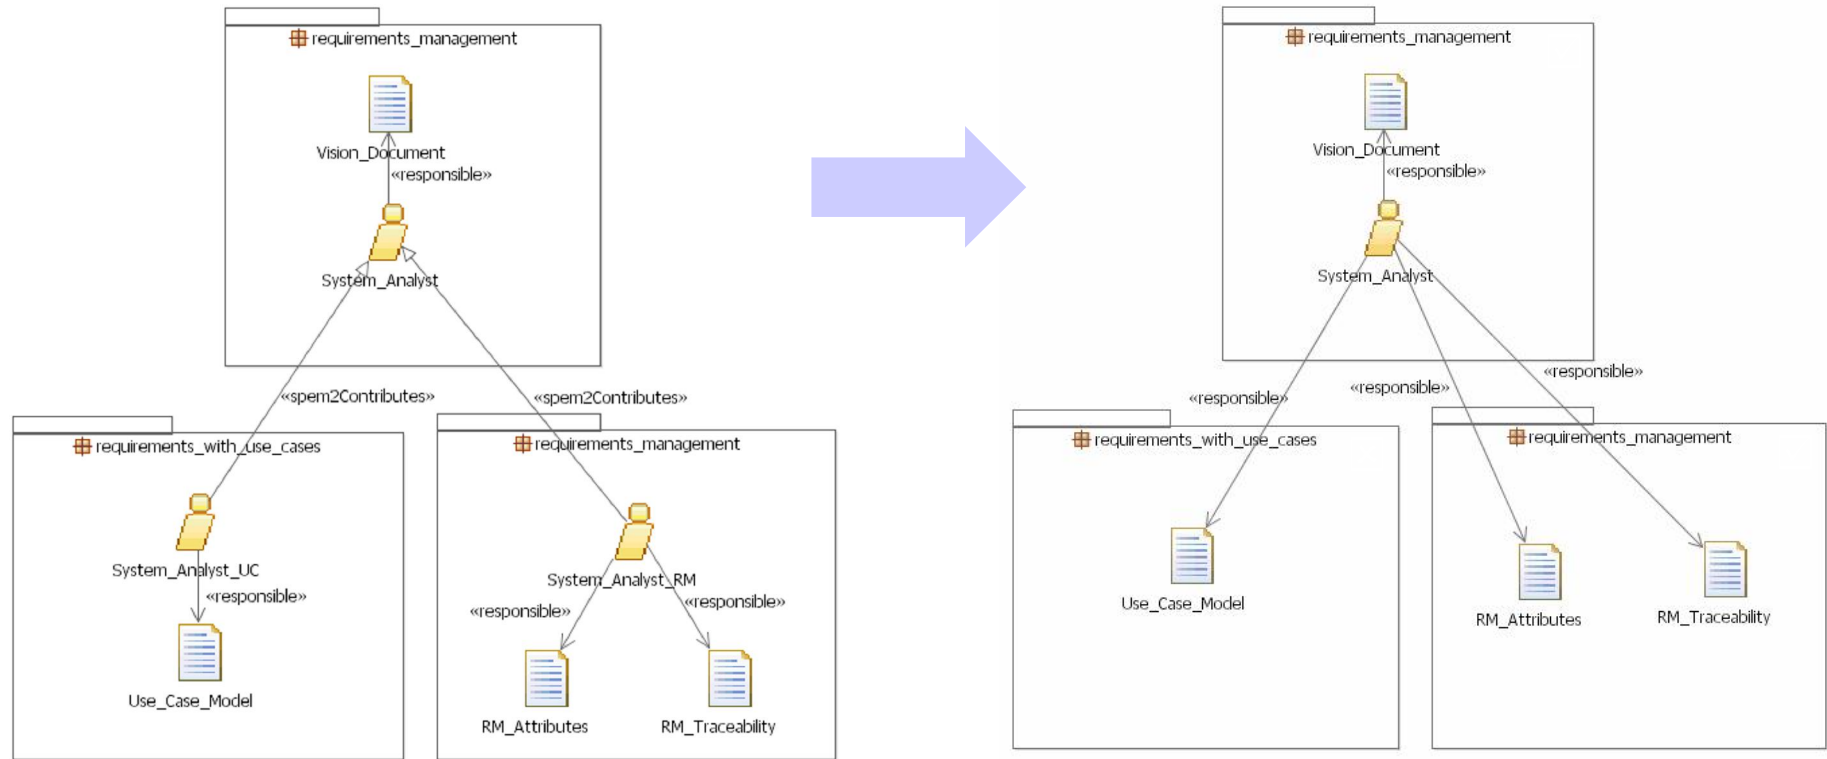 requirements_management
Vision_Document
«responsible»
System_Analyst
«spem2Contributes»
«spem2Contributes»
requirements_with_use_cases
System_Analyst_UC
«responsible»
Use_Case_Model
requirements_management
System_Analyst_RM
«responsible»
«responsible»
RM_Attributes
RM_Traceability
requirements_management
Vision_Document
«responsible»
System_Analyst
«responsible»
«responsible»
«responsible»
requirements_with_use_cases
Use_Case_Model
requirements_management
RM_Attributes
RM_Traceability